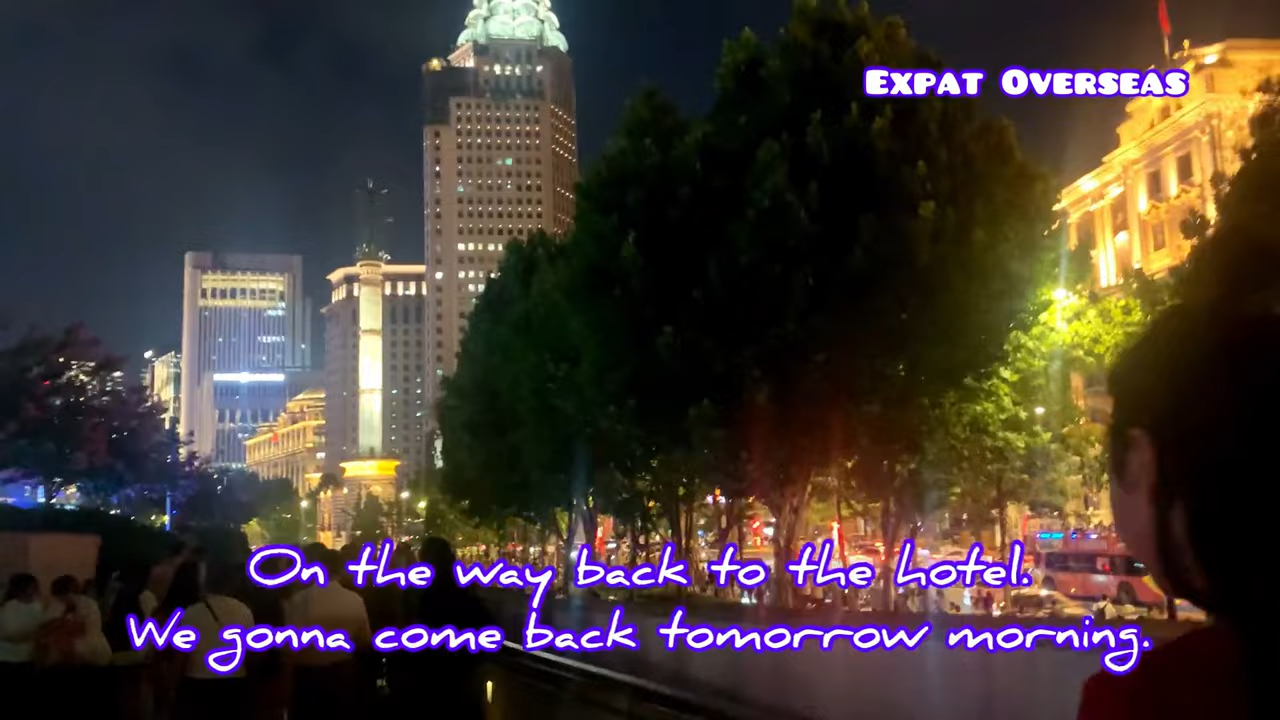 Expat Overseas
On the way back to the hotel.
We gonna come back tomorrow morning.